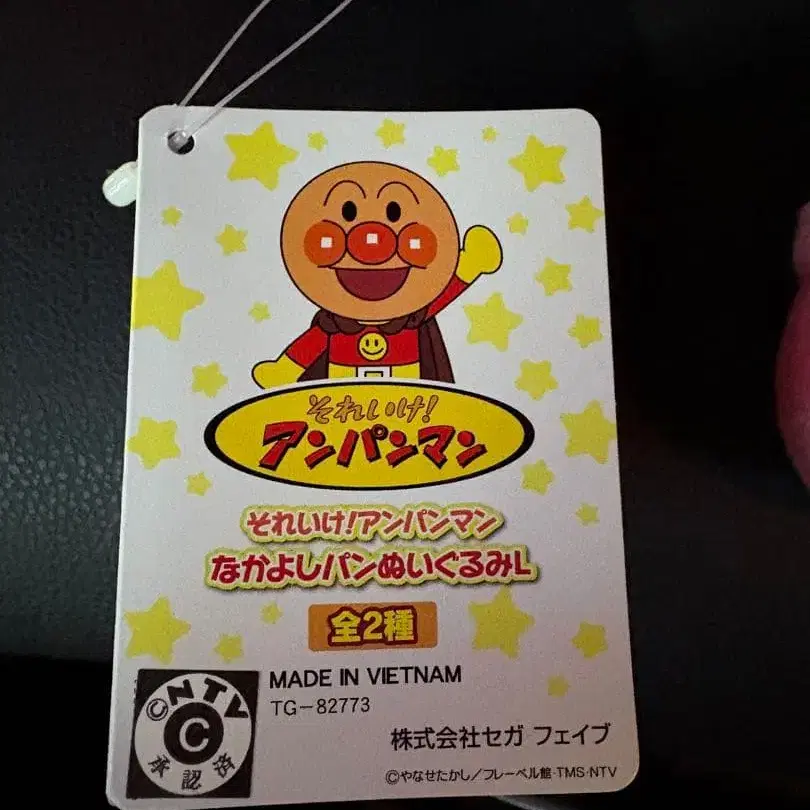 それいけ!
アンパンマン
それいけ!アンパンマン
なかよしパンぬいぐるみL
全2種
MADE IN VIETNAM
TG-82773
株式会社セガ フェイブ
©やなせたかし/フレーベル館・TMS・NTV
©NTV
C
承認済